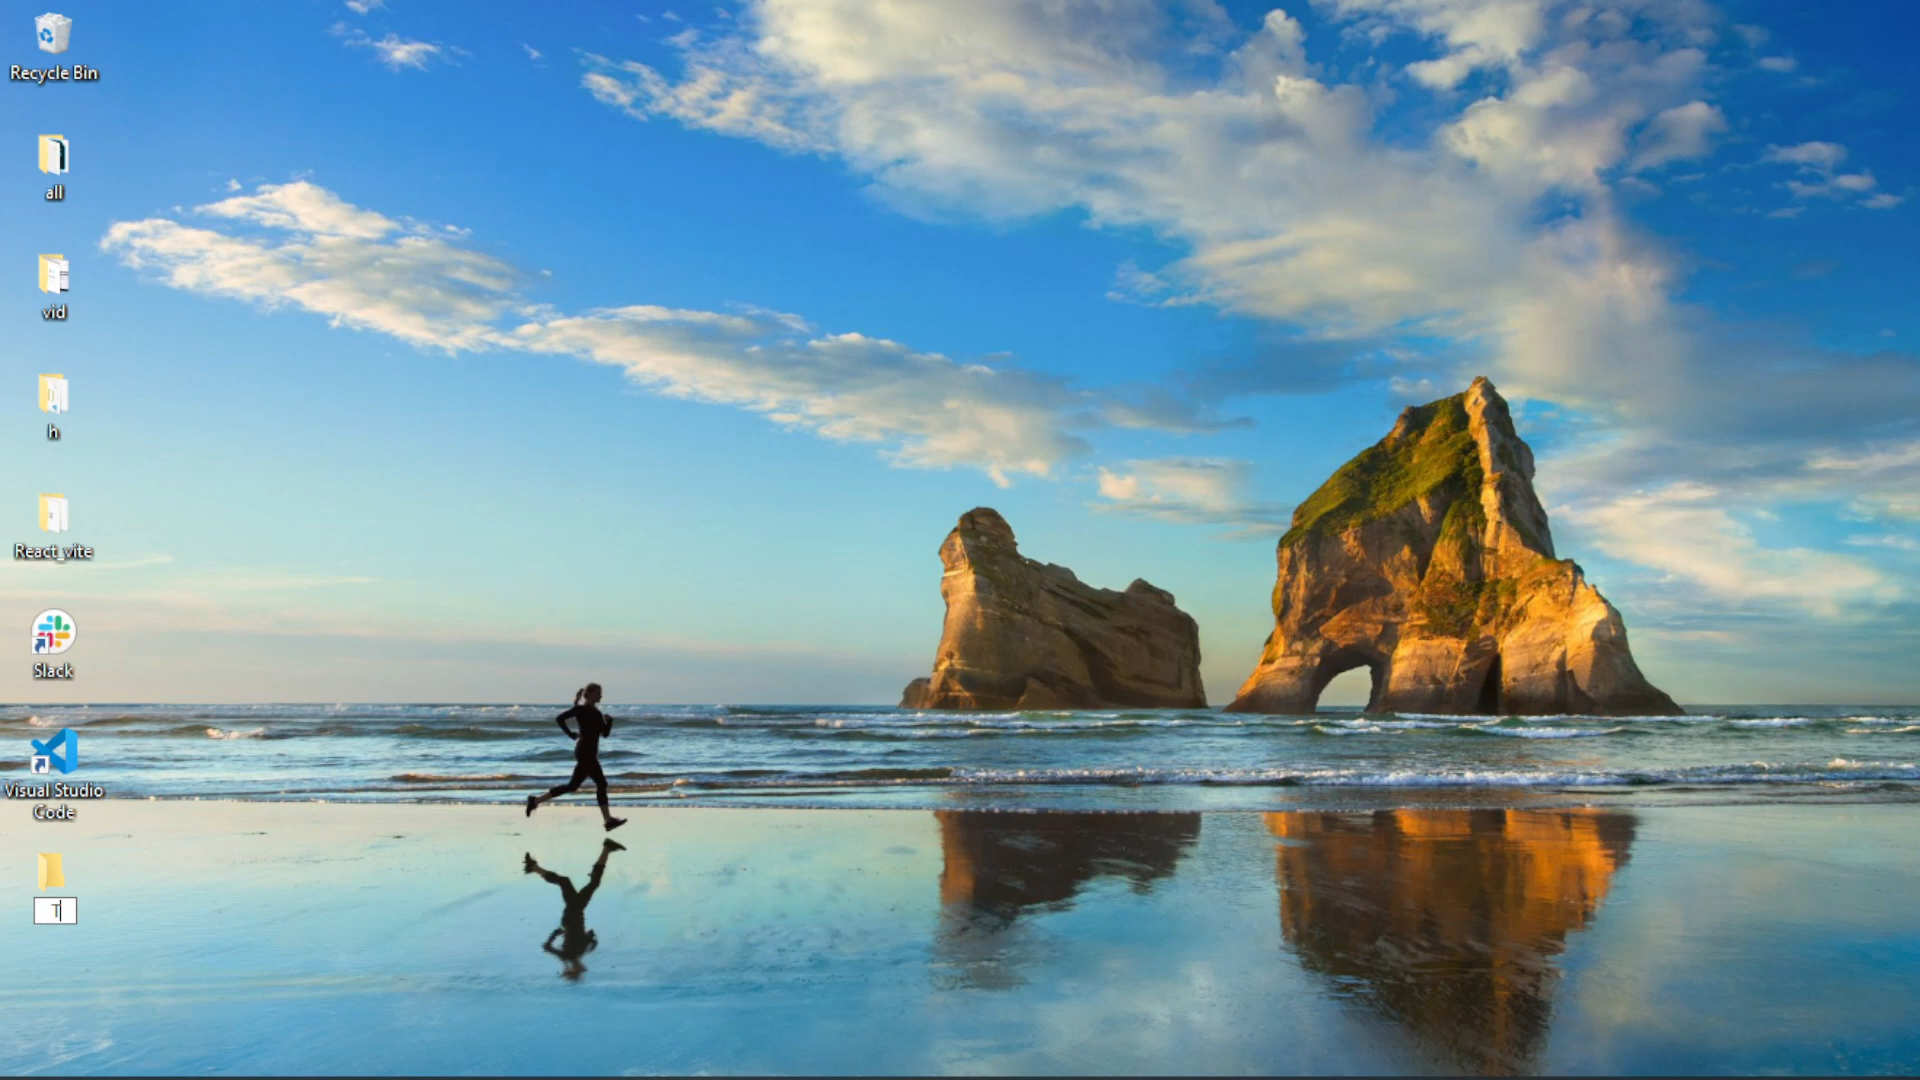 Recycle Bin
all
vid
h
React_vite
Slack
Visual Studio
Code
T